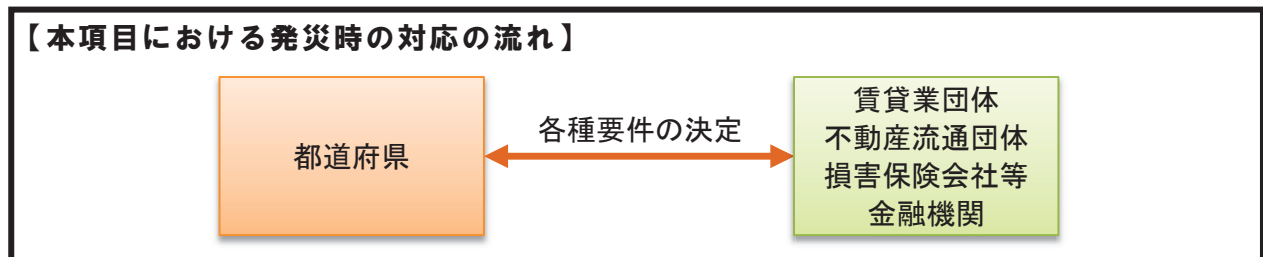 【本項目における発災時の対応の流れ】
都道府県
各種要件の決定
賃貸業団体
不動産流通団体
損害保険会社等
金融機関